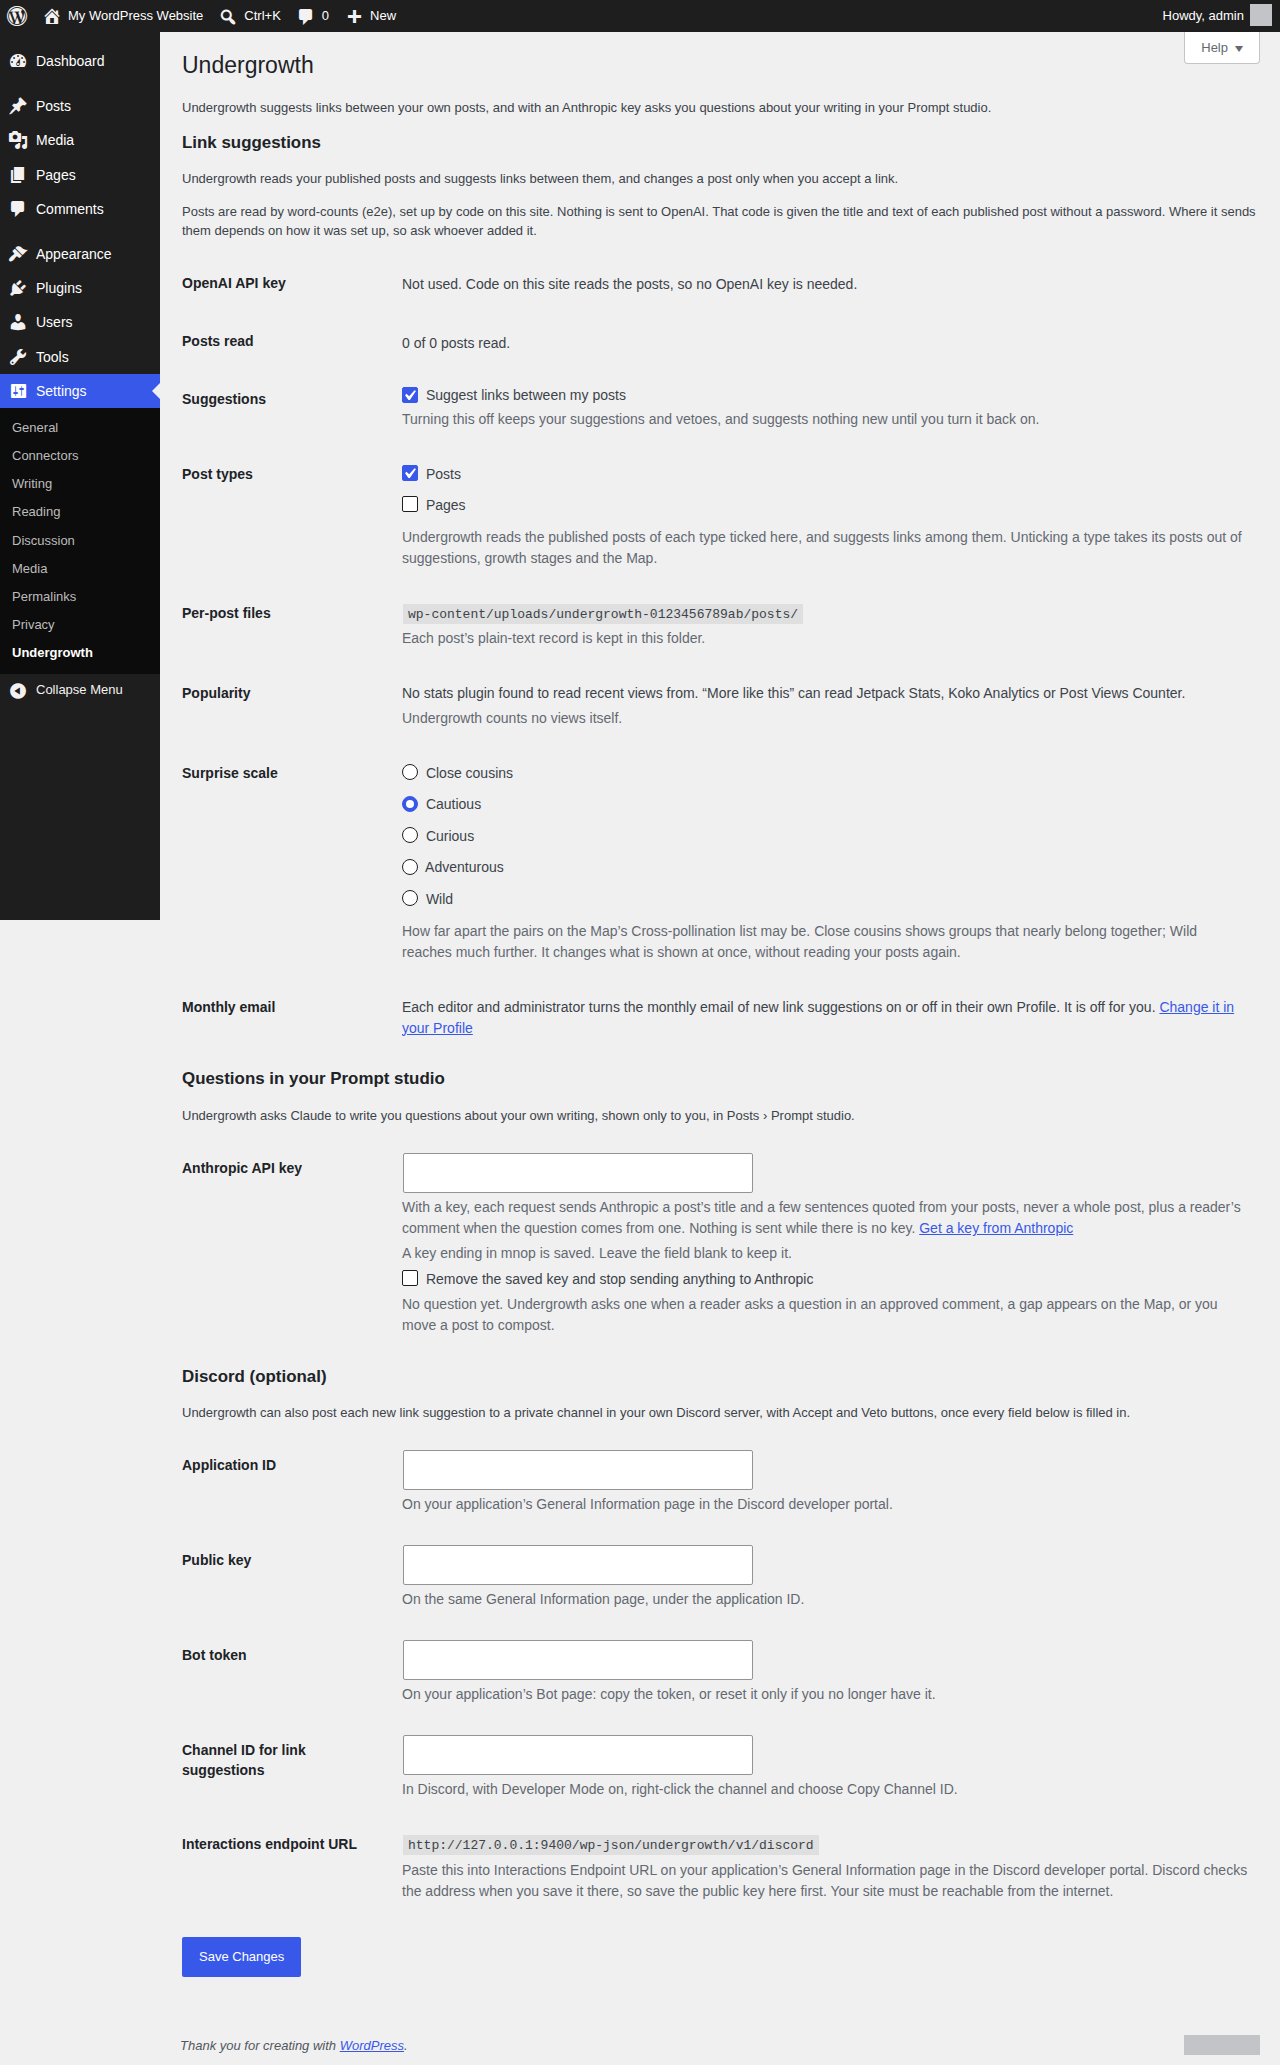 My WordPress Website
Ctrl+K
0
New
Howdy, admin
Help
Dashboard
Posts
Media
Pages
Comments
Appearance
Plugins
Users
Tools
Settings
General
Connectors
Writing
Reading
Discussion
Media
Permalinks
Privacy
Undergrowth
Collapse Menu
Undergrowth
Undergrowth suggests links between your own posts, and with an Anthropic key asks you questions about your writing in your Prompt studio.
Link suggestions
Undergrowth reads your published posts and suggests links between them, and changes a post only when you accept a link.
Posts are read by word-counts (e2e), set up by code on this site. Nothing is sent to OpenAI. That code is given the title and text of each published post without a password. Where it sends
them depends on how it was set up, so ask whoever added it.
OpenAI API key
Not used. Code on this site reads the posts, so no OpenAI key is needed.
Posts read
0 of 0 posts read.
Suggestions
Suggest links between my posts
Turning this off keeps your suggestions and vetoes, and suggests nothing new until you turn it back on.
Post types
Posts
Pages
Undergrowth reads the published posts of each type ticked here, and suggests links among them. Unticking a type takes its posts out of
suggestions, growth stages and the Map.
Per-post files
wp-content/uploads/undergrowth-0123456789ab/posts/
Each post’s plain-text record is kept in this folder.
Popularity
No stats plugin found to read recent views from. “More like this” can read Jetpack Stats, Koko Analytics or Post Views Counter.
Undergrowth counts no views itself.
Surprise scale
Close cousins
Cautious
Curious
Adventurous
Wild
How far apart the pairs on the Map’s Cross-pollination list may be. Close cousins shows groups that nearly belong together; Wild
reaches much further. It changes what is shown at once, without reading your posts again.
Monthly email
Each editor and administrator turns the monthly email of new link suggestions on or off in their own Profile. It is off for you. Change it in
your Profile
Questions in your Prompt studio
Undergrowth asks Claude to write you questions about your own writing, shown only to you, in Posts › Prompt studio.
Anthropic API key
With a key, each request sends Anthropic a post’s title and a few sentences quoted from your posts, never a whole post, plus a reader’s
comment when the question comes from one. Nothing is sent while there is no key. Get a key from Anthropic
A key ending in mnop is saved. Leave the field blank to keep it.
Remove the saved key and stop sending anything to Anthropic
No question yet. Undergrowth asks one when a reader asks a question in an approved comment, a gap appears on the Map, or you
move a post to compost.
Discord (optional)
Undergrowth can also post each new link suggestion to a private channel in your own Discord server, with Accept and Veto buttons, once every field below is filled in.
Application ID
On your application’s General Information page in the Discord developer portal.
Public key
On the same General Information page, under the application ID.
Bot token
On your application’s Bot page: copy the token, or reset it only if you no longer have it.
Channel ID for link
suggestions
In Discord, with Developer Mode on, right-click the channel and choose Copy Channel ID.
Interactions endpoint URL
http://127.0.0.1:9400/wp-json/undergrowth/v1/discord
Paste this into Interactions Endpoint URL on your application’s General Information page in the Discord developer portal. Discord checks
the address when you save it there, so save the public key here first. Your site must be reachable from the internet.
Save Changes
Thank you for creating with WordPress.